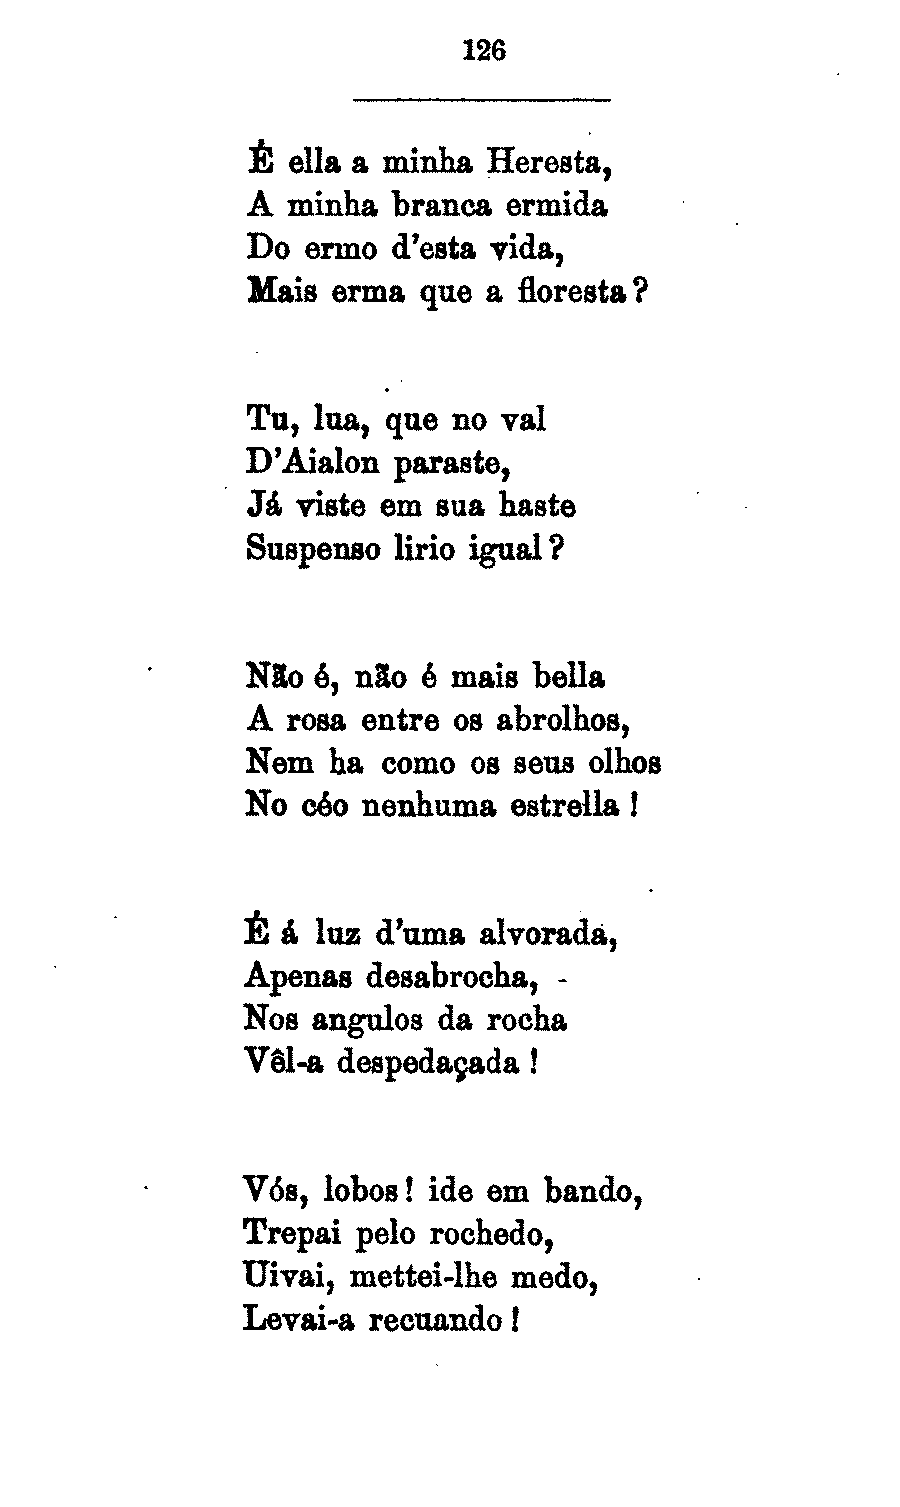 126
É ella a minha Heresta,
A minha branca ermida
Do ermo d'esta vida,
Mais erma que a floresta?
Tu, lua, que no val
D'Aialon paraste,
Já viste em sua haste
Suspenso lirio igual?
Não é, não é mais bella
A rosa entre os abrolhos,
Nem ha como os seus olhos
No céo nenhuma estrella!
É á luz d'uma alvorada,
Apenas desabrocha,
Nos angulos da rocha
Vêl-a despedaçada!
Vós, lobos! ide em bando,
Trepai pelo rochedo,
Uivai, mettei-lhe medo,
Levai-a recuando!